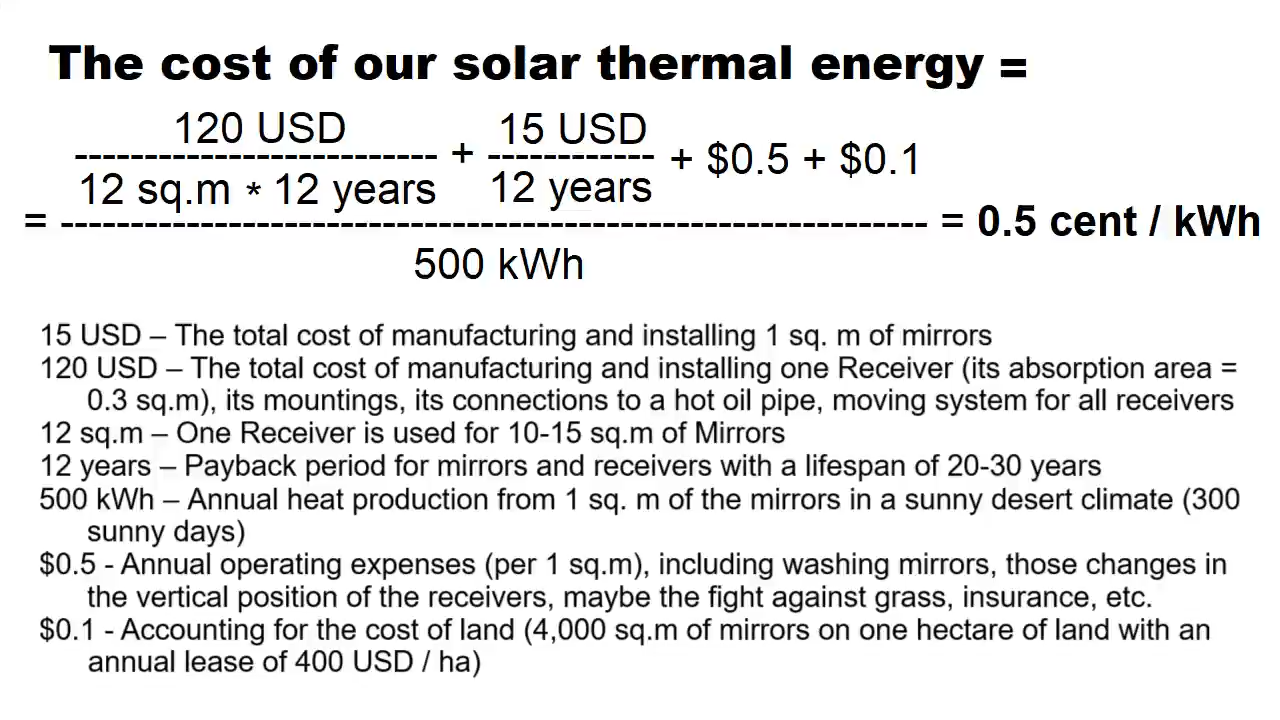 The cost of our solar thermal energy =
120 USD 15 USD
-------------------------- + ------------ + $0.5 + $0.1
12 sq.m * 12 years 12 years
= -------------------------------------------------------------- = 0.5 cent / kWh
500 kWh
15 USD – The total cost of manufacturing and installing 1 sq. m of mirrors
120 USD – The total cost of manufacturing and installing one Receiver (its absorption area =
0.3 sq.m), its mountings, its connections to a hot oil pipe, moving system for all receivers
12 sq.m – One Receiver is used for 10-15 sq.m of Mirrors
12 years – Payback period for mirrors and receivers with a lifespan of 20-30 years
500 kWh – Annual heat production from 1 sq. m of the mirrors in a sunny desert climate (300
sunny days)
$0.5 - Annual operating expenses (per 1 sq.m), including washing mirrors, those changes in
the vertical position of the receivers, maybe the fight against grass, insurance, etc.
$0.1 - Accounting for the cost of land (4,000 sq.m of mirrors on one hectare of land with an
annual lease of 400 USD / ha)